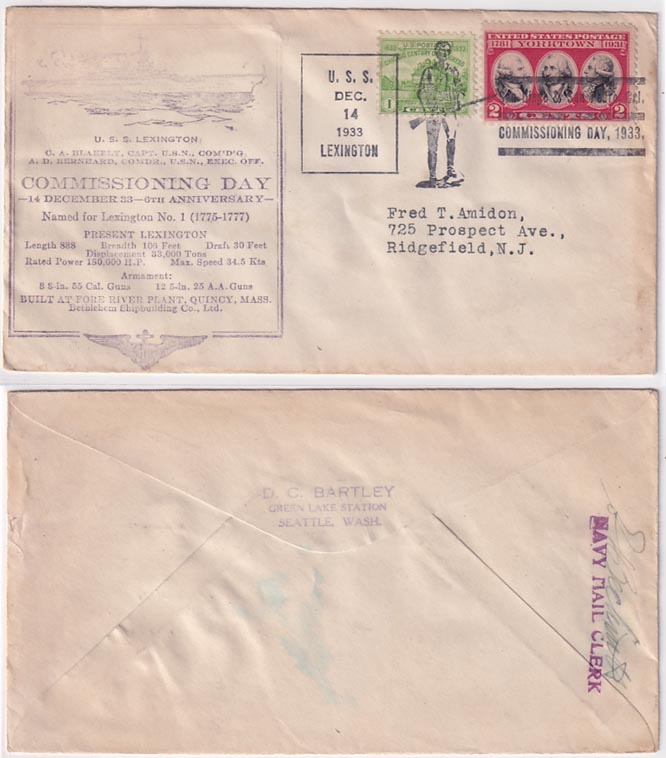 U. S. S. LEXINGTON:
C. A. BLAKELY, CAPT. U.S.N., COM'D'G.
A. D. BERNHARD, COMDR., U.S.N., EXEC. OFF.
COMMISSIONING DAY
—14 DECEMBER 33—6TH ANNIVERSARY—
Named for Lexington No. 1 (1775-1777)
PRESENT LEXINGTON
Length 888 Breadth 106 Feet Draft 30 Feet
Displacement 33,000 Tons
Rated Power 180,000 H.P. Max. Speed 34.5 Kts
Armament:
8 8-in. 55 Cal. Guns 12 5-in. 25 A.A. Guns
BUILT AT FORE RIVER PLANT, QUINCY, MASS.
Bethlehem Shipbuilding Co., Ltd.
U. S. S.
DEC.
14
1933
LEXINGTON
1833 U.S. POSTAGE 1933
1 CENT
UNITED STATES POSTAGE
1781 YORKTOWN 1931
2 CENTS 2
COMMISSIONING DAY, 1933.
Fred T. Amidon,
725 Prospect Ave.,
Ridgefield, N.J.
D. C. BARTLEY
GREEN LAKE STATION
SEATTLE, WASH.
NAVY MAIL CLERK